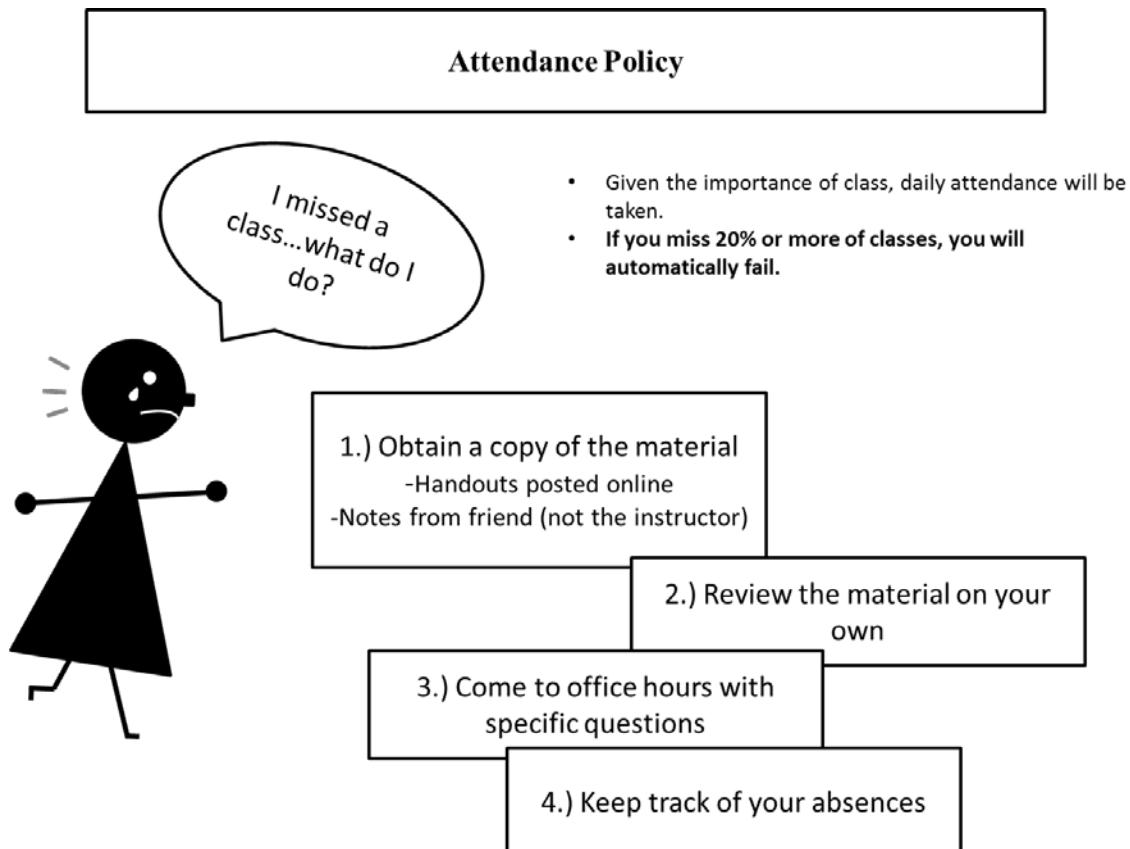 Attendance Policy
I missed a
class...what do I
do?
• Given the importance of class, daily attendance will be
taken.
• If you miss 20% or more of classes, you will
automatically fail.
1.) Obtain a copy of the material
-Handouts posted online
-Notes from friend (not the instructor)
2.) Review the material on your
own
3.) Come to office hours with
specific questions
4.) Keep track of your absences